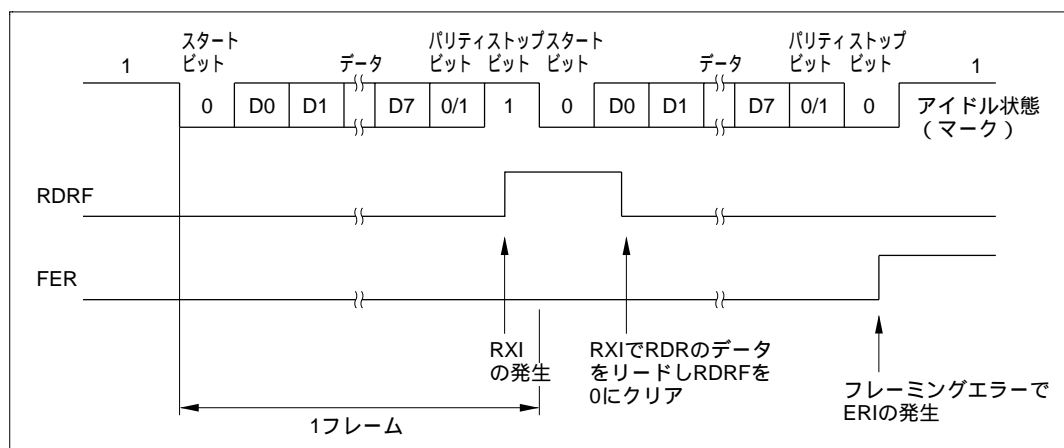 スタート パリティ ストップ スタート パリティ ストップ
1 ビット データ ビット ビット ビット データ ビット ビット 1
0 D0 D1 D7 0/1 1 0 D0 D1 D7 0/1 0 アイドル状態
（マーク）
RDRF
FER
RXI
の発生
RXIでRDRのデータ
をリードしRDRFを
0にクリア
フレーミングエラーで
ERIの発生
1フレーム